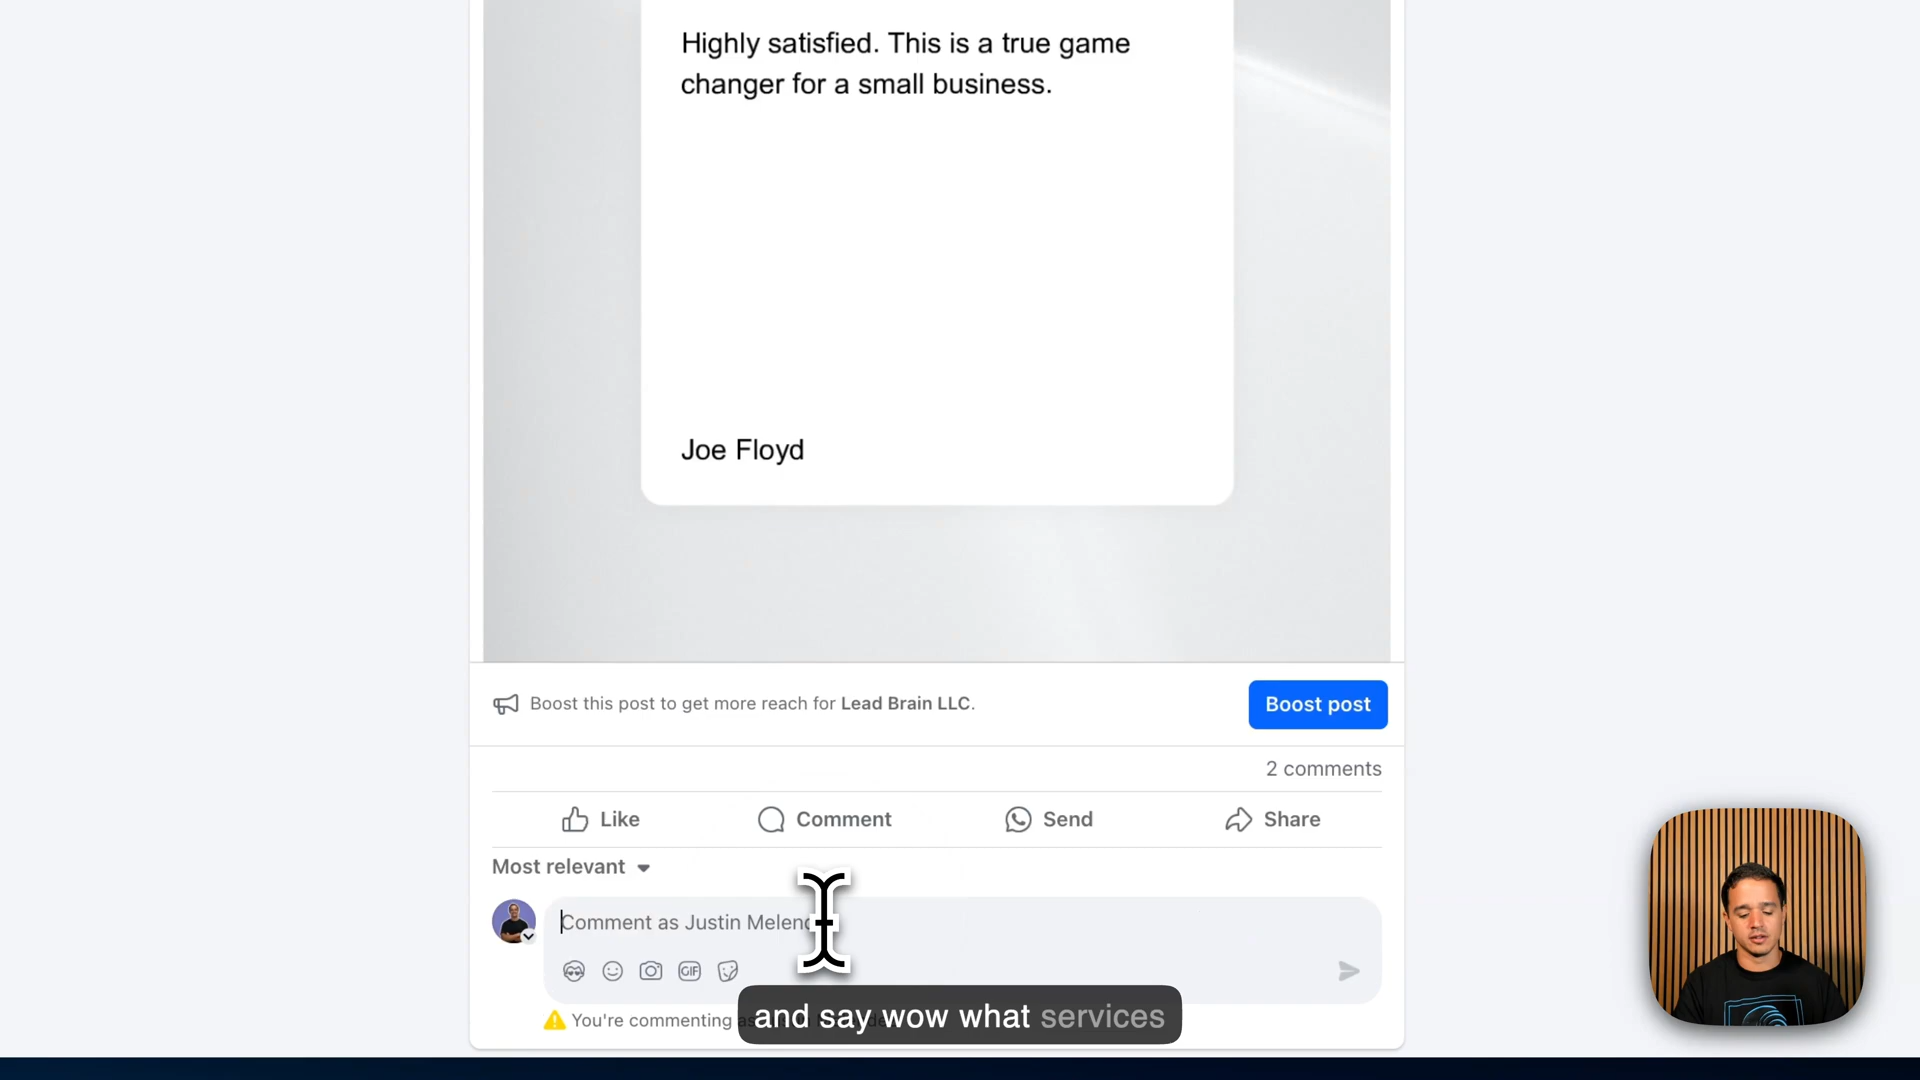 Highly satisfied. This is a true game
changer for a small business.
Joe Floyd
Boost this post to get more reach for Lead Brain LLC.
Boost post
2 comments
Like
Comment
Send
Share
Most relevant
Comment as Justin Melend
GIF
You're commenting
and say wow what services